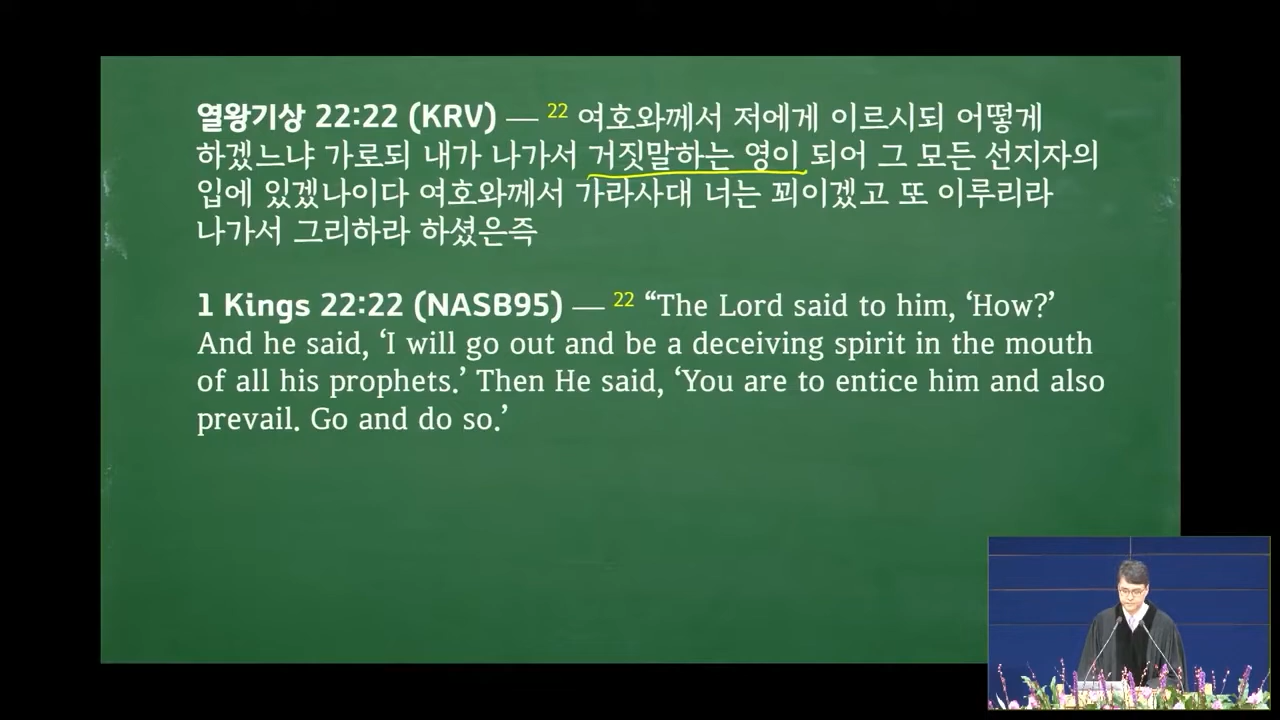 열왕기상 22:22 (KRV) — 22 여호와께서 저에게 이르시되 어떻게
하겠느냐 가로되 내가 나가서 거짓말하는 영이 되어 그 모든 선지자의
입에 있겠나이다 여호와께서 가라사대 너는 꾀이겠고 또 이루리라
나가서 그리하라 하셨은즉
1 Kings 22:22 (NASB95) — 22 “The Lord said to him, ‘How?’
And he said, ‘I will go out and be a deceiving spirit in the mouth
of all his prophets.’ Then He said, ‘You are to entice him and also
prevail. Go and do so.’